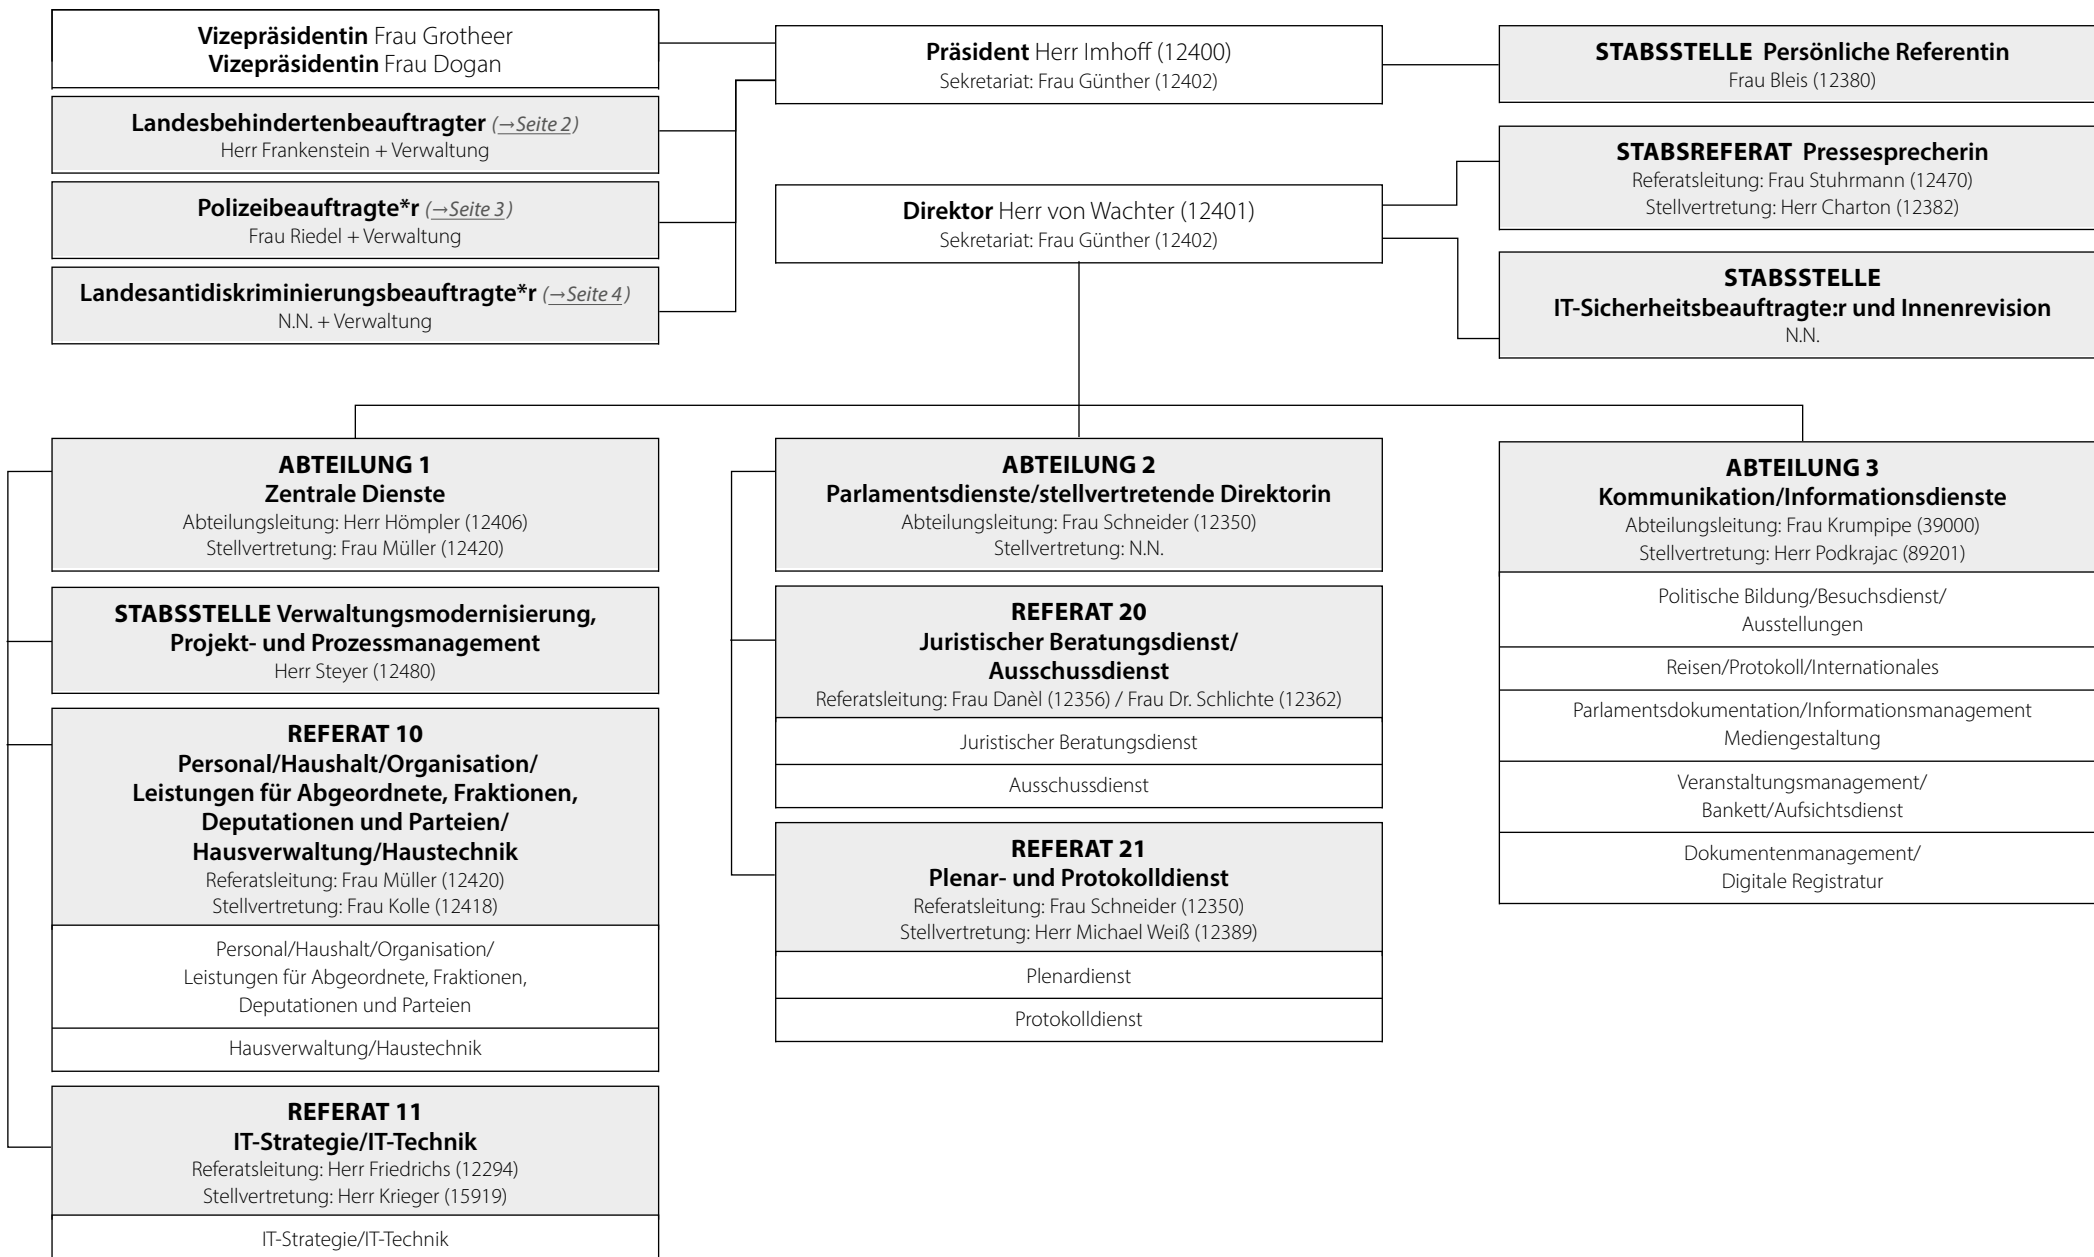 Vizepräsidentin Frau Grotheer
Vizepräsidentin Frau Dogan
Landesbehindertenbeauftragter (→Seite 2)
Herr Frankenstein + Verwaltung
Polizeibeauftragte*r (→Seite 3)
Frau Riedel + Verwaltung
Landesantidiskriminierungsbeauftragte*r (→Seite 4)
N.N. + Verwaltung
Präsident Herr Imhoff (12400)
Sekretariat: Frau Günther (12402)
Direktor Herr von Wachter (12401)
Sekretariat: Frau Günther (12402)
STABSSTELLE Persönliche Referentin
Frau Bleis (12380)
STABSREFERAT Pressesprecherin
Referatsleitung: Frau Stuhrmann (12470)
Stellvertretung: Herr Charton (12382)
STABSSTELLE
IT-Sicherheitsbeauftragte:r und Innenrevision
N.N.
ABTEILUNG 1
Zentrale Dienste
Abteilungsleitung: Herr Hömpler (12406)
Stellvertretung: Frau Müller (12420)
STABSSTELLE Verwaltungsmodernisierung,
Projekt- und Prozessmanagement
Herr Steyer (12480)
REFERAT 10
Personal/Haushalt/Organisation/
Leistungen für Abgeordnete, Fraktionen,
Deputationen und Parteien/
Hausverwaltung/Haustechnik
Referatsleitung: Frau Müller (12420)
Stellvertretung: Frau Kolle (12418)
Personal/Haushalt/Organisation/
Leistungen für Abgeordnete, Fraktionen,
Deputationen und Parteien
Hausverwaltung/Haustechnik
REFERAT 11
IT-Strategie/IT-Technik
Referatsleitung: Herr Friedrichs (12294)
Stellvertretung: Herr Krieger (15919)
IT-Strategie/IT-Technik
ABTEILUNG 2
Parlamentsdienste/stellvertretende Direktorin
Abteilungsleitung: Frau Schneider (12350)
Stellvertretung: N.N.
REFERAT 20
Juristischer Beratungsdienst/
Ausschussdienst
Referatsleitung: Frau Danèl (12356) / Frau Dr. Schlichte (12362)
Juristischer Beratungsdienst
Ausschussdienst
REFERAT 21
Plenar- und Protokolldienst
Referatsleitung: Frau Schneider (12350)
Stellvertretung: Herr Michael Weiß (12389)
Plenardienst
Protokolldienst
ABTEILUNG 3
Kommunikation/Informationsdienste
Abteilungsleitung: Frau Krumpipe (39000)
Stellvertretung: Herr Podkrajac (89201)
Politische Bildung/Besuchsdienst/
Ausstellungen
Reisen/Protokoll/Internationales
Parlamentsdokumentation/Informationsmanagement
Mediengestaltung
Veranstaltungsmanagement/
Bankett/Aufsichtsdienst
Dokumentenmanagement/
Digitale Registratur